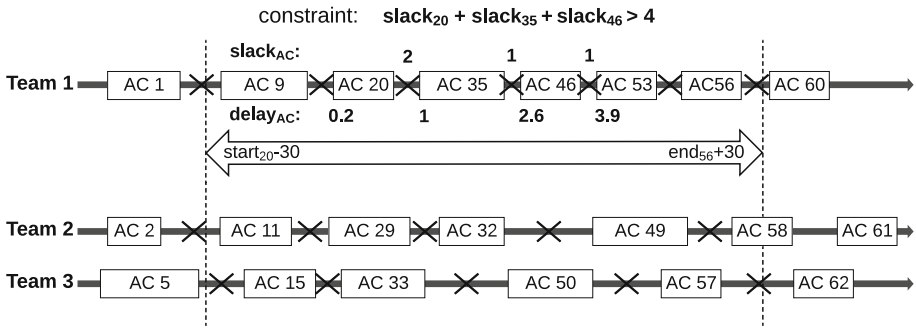 constraint: slack20 + slack35 + slack46 > 4
slackAC: 2 1 1
Team 1 AC 1 AC 9 AC 20 AC 35 AC 46 AC 53 AC56 AC 60
delayAC: 0.2 1 2.6 3.9
start20-30 end56+30
Team 2 AC 2 AC 11 AC 29 AC 32 AC 49 AC 58 AC 61
Team 3 AC 5 AC 15 AC 33 AC 50 AC 57 AC 62